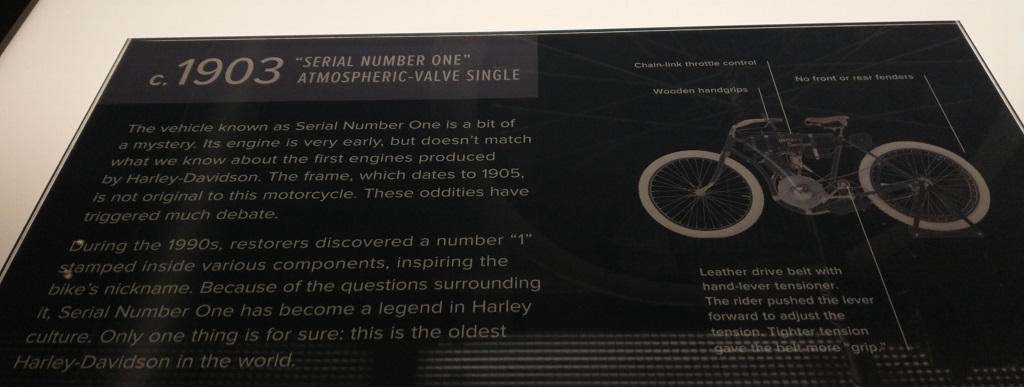 c. 1903 "SERIAL NUMBER ONE"
ATMOSPHERIC-VALVE SINGLE
The vehicle known as Serial Number One is a bit of
a mystery. Its engine is very early, but doesn't match
what we know about the first engines produced
by Harley-Davidson. The frame, which dates to 1905,
is not original to this motorcycle. These oddities have
triggered much debate.
During the 1990s, restorers discovered a number "1"
stamped inside various components, inspiring the
bike's nickname. Because of the questions surrounding
it, Serial Number One has become a legend in Harley
culture. Only one thing is for sure: this is the oldest
Harley-Davidson in the world.
Chain-link throttle control
Wooden handgrips
No front or rear fenders
Leather drive belt with
hand-lever tensioner.
The rider pushed the lever
forward to adjust the
tension. Tighter tension
gave the belt more "grip."